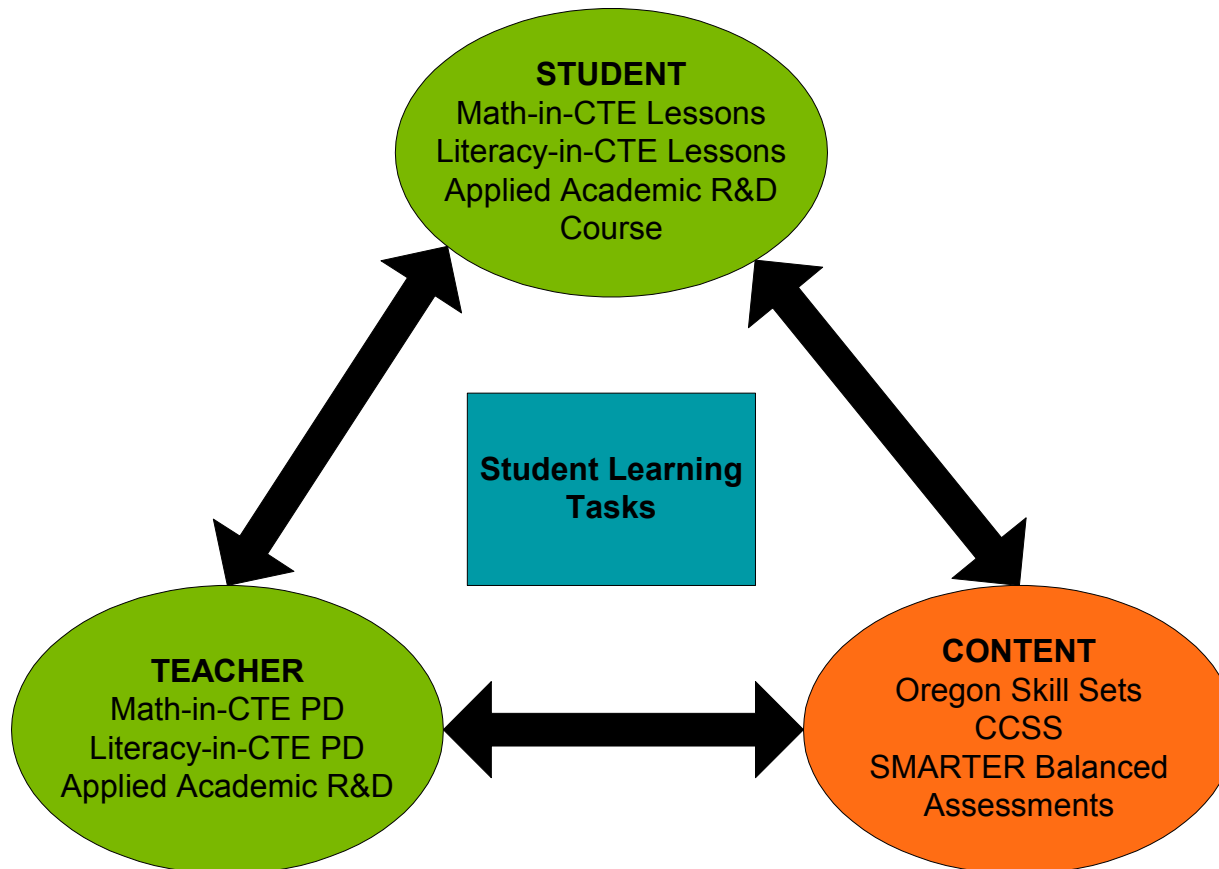 STUDENT
Math-in-CTE Lessons
Literacy-in-CTE Lessons
Applied Academic R&D
Course
Student Learning
Tasks
TEACHER
Math-in-CTE PD
Literacy-in-CTE PD
Applied Academic R&D
CONTENT
Oregon Skill Sets
CCSS
SMARTER Balanced
Assessments